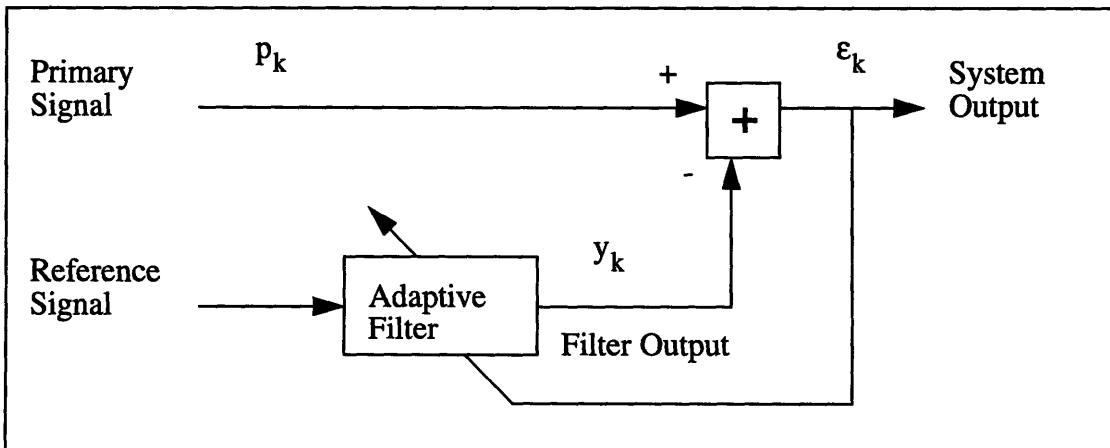 Primary
Signal
p_k
+
ε_k
System
Output
+
-
Reference
Signal
Adaptive
Filter
y_k
Filter Output